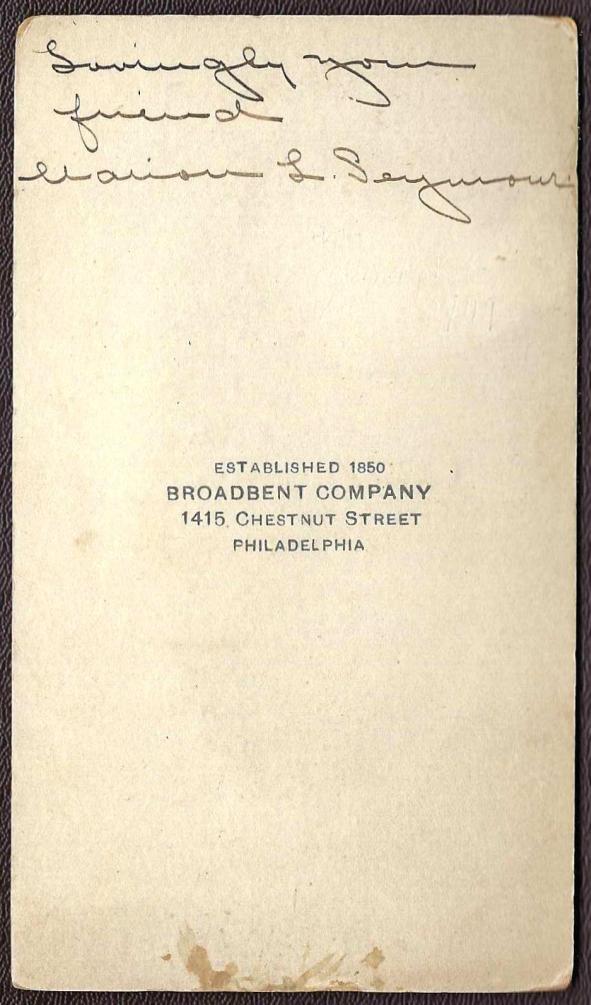 Lovingly your
friend
Marion L. Seymour
ESTABLISHED 1850
BROADBENT COMPANY
1415, CHESTNUT STREET
PHILADELPHIA